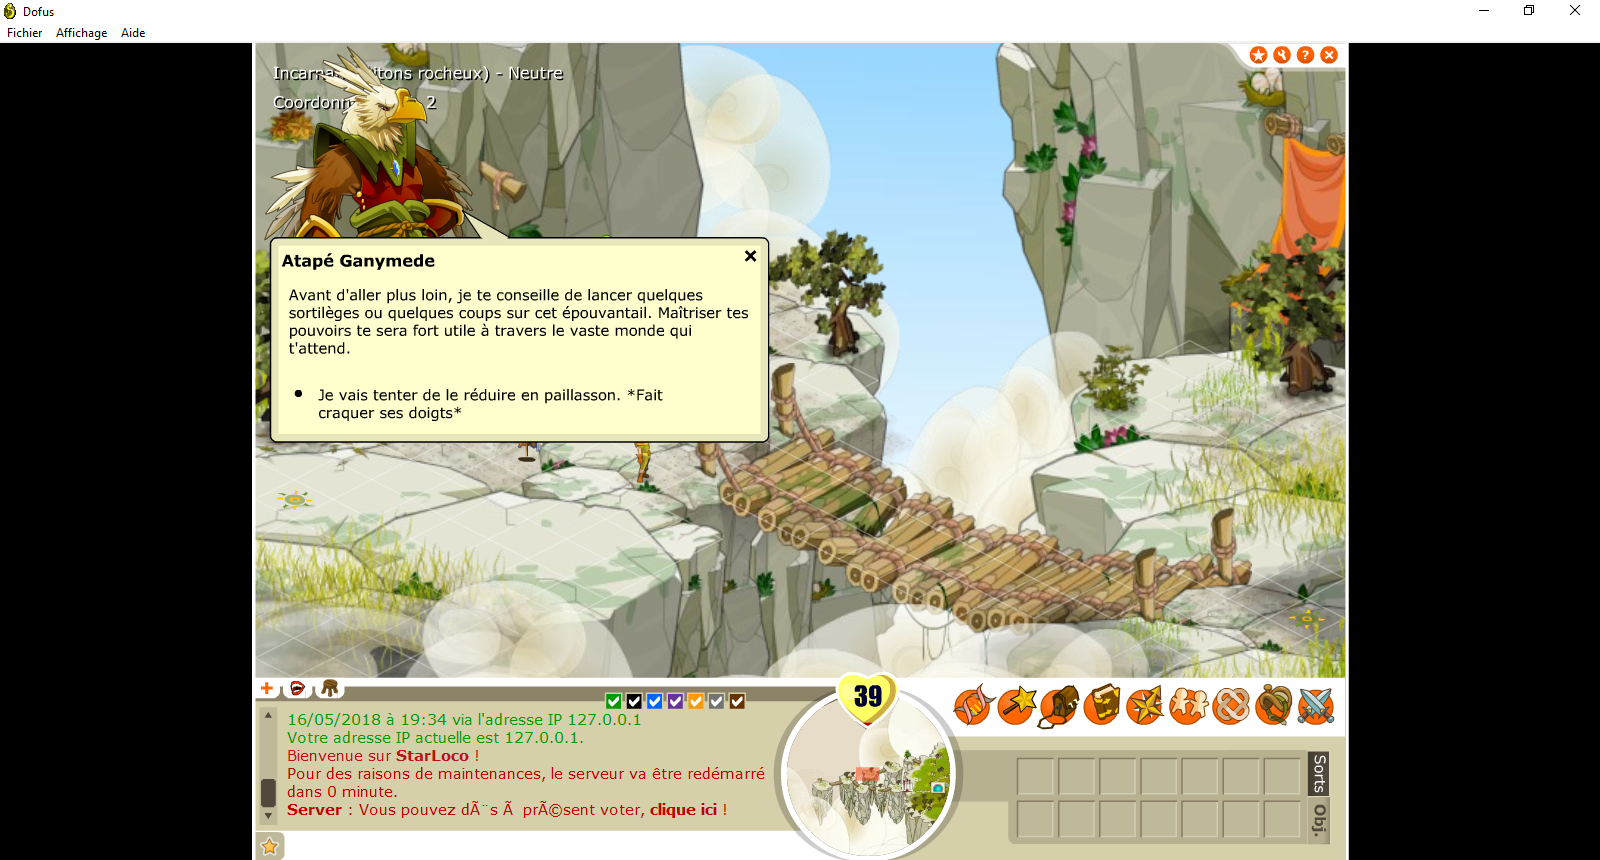 Dofus
Fichier Affichage Aide
tons rocheux) - Neutre
2
Atapé Ganymede
Avant d'aller plus loin, je te conseille de lancer quelques
sortilèges ou quelques coups sur cet épouvantail. Maîtriser tes
pouvoirs te sera fort utile à travers le vaste monde qui
t'attend.
Je vais tenter de le réduire en paillasson. *Fait
craquer ses doigts*
16/05/2018 à 19:34 via l'adresse IP 127.0.0.1
Votre adresse IP actuelle est 127.0.0.1.
Bienvenue sur StarLoco !
Pour des raisons de maintenances, le serveur va être redémarré
dans 0 minute.
Server : Vous pouvez dÃ¨s Ã  prÃ©sent voter, clique ici !
39
Sorts
Obj.